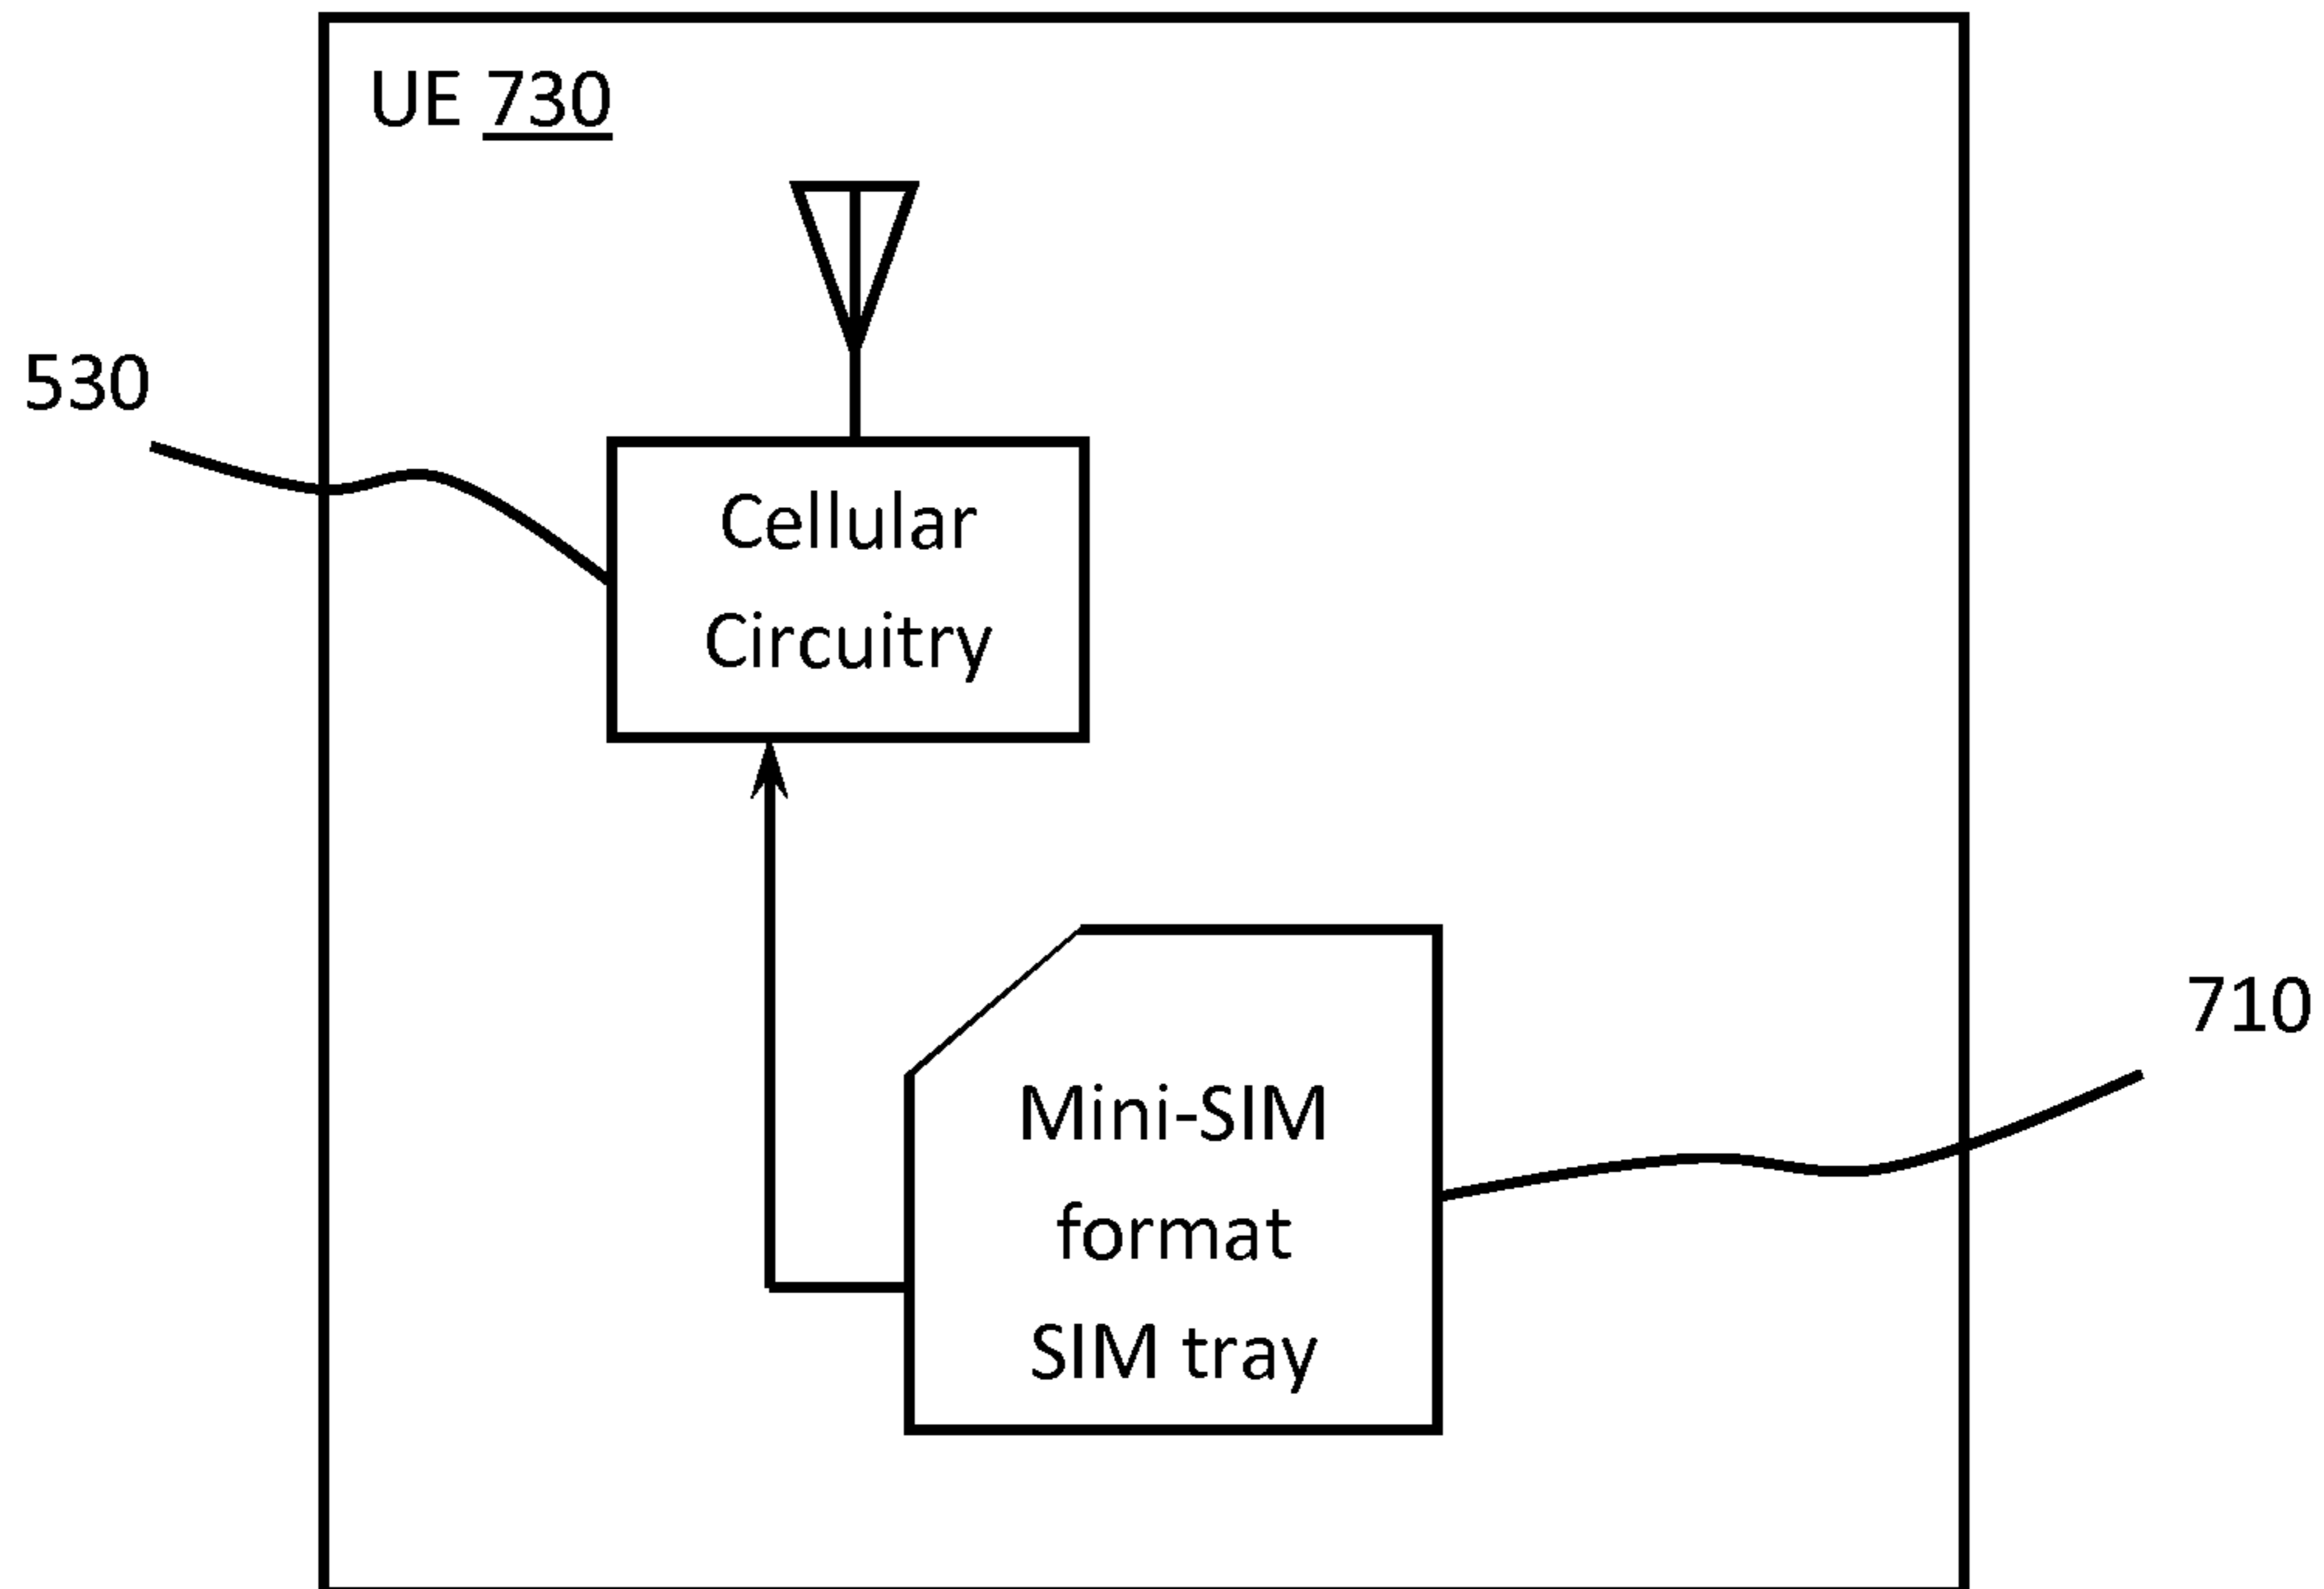 UE 730
530
Cellular
Circuitry
710
Mini-SIM
format
SIM tray